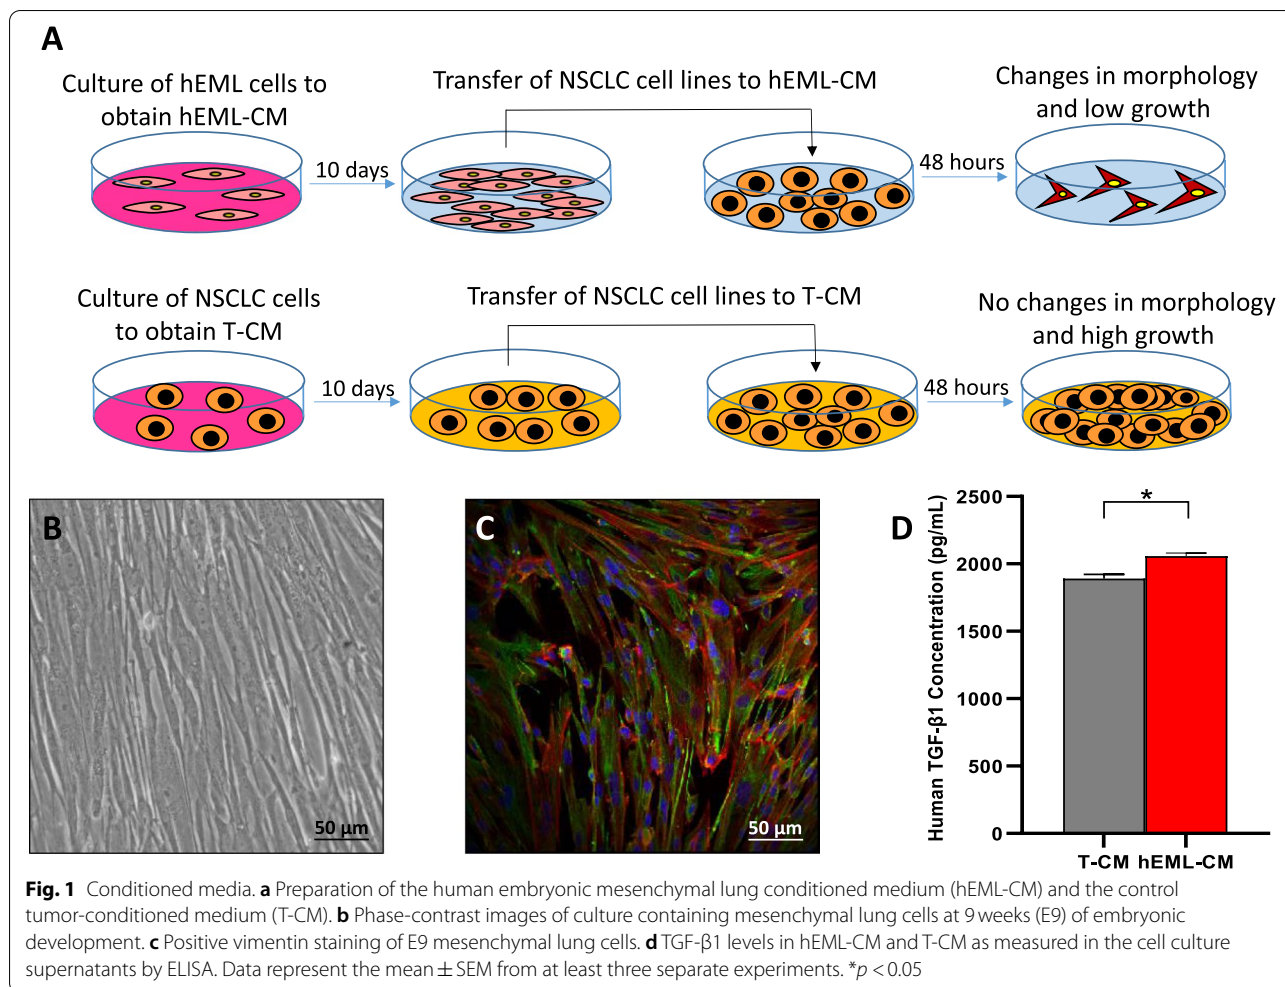 A
Culture of hEML cells to
obtain hEML-CM
Transfer of NSCLC cell lines to hEML-CM
Changes in morphology
and low growth
10 days
48 hours
Culture of NSCLC cells
to obtain T-CM
Transfer of NSCLC cell lines to T-CM
No changes in morphology
and high growth
10 days
48 hours
B
50 µm
C
50 µm
D
Human TGF-β1 Concentration (pg/mL)
2500
2000
1500
1000
500
0
*
T-CM hEML-CM
Fig. 1 Conditioned media. a Preparation of the human embryonic mesenchymal lung conditioned medium (hEML-CM) and the control
tumor-conditioned medium (T-CM). b Phase-contrast images of culture containing mesenchymal lung cells at 9 weeks (E9) of embryonic
development. c Positive vimentin staining of E9 mesenchymal lung cells. d TGF-β1 levels in hEML-CM and T-CM as measured in the cell culture
supernatants by ELISA. Data represent the mean ± SEM from at least three separate experiments. *p < 0.05